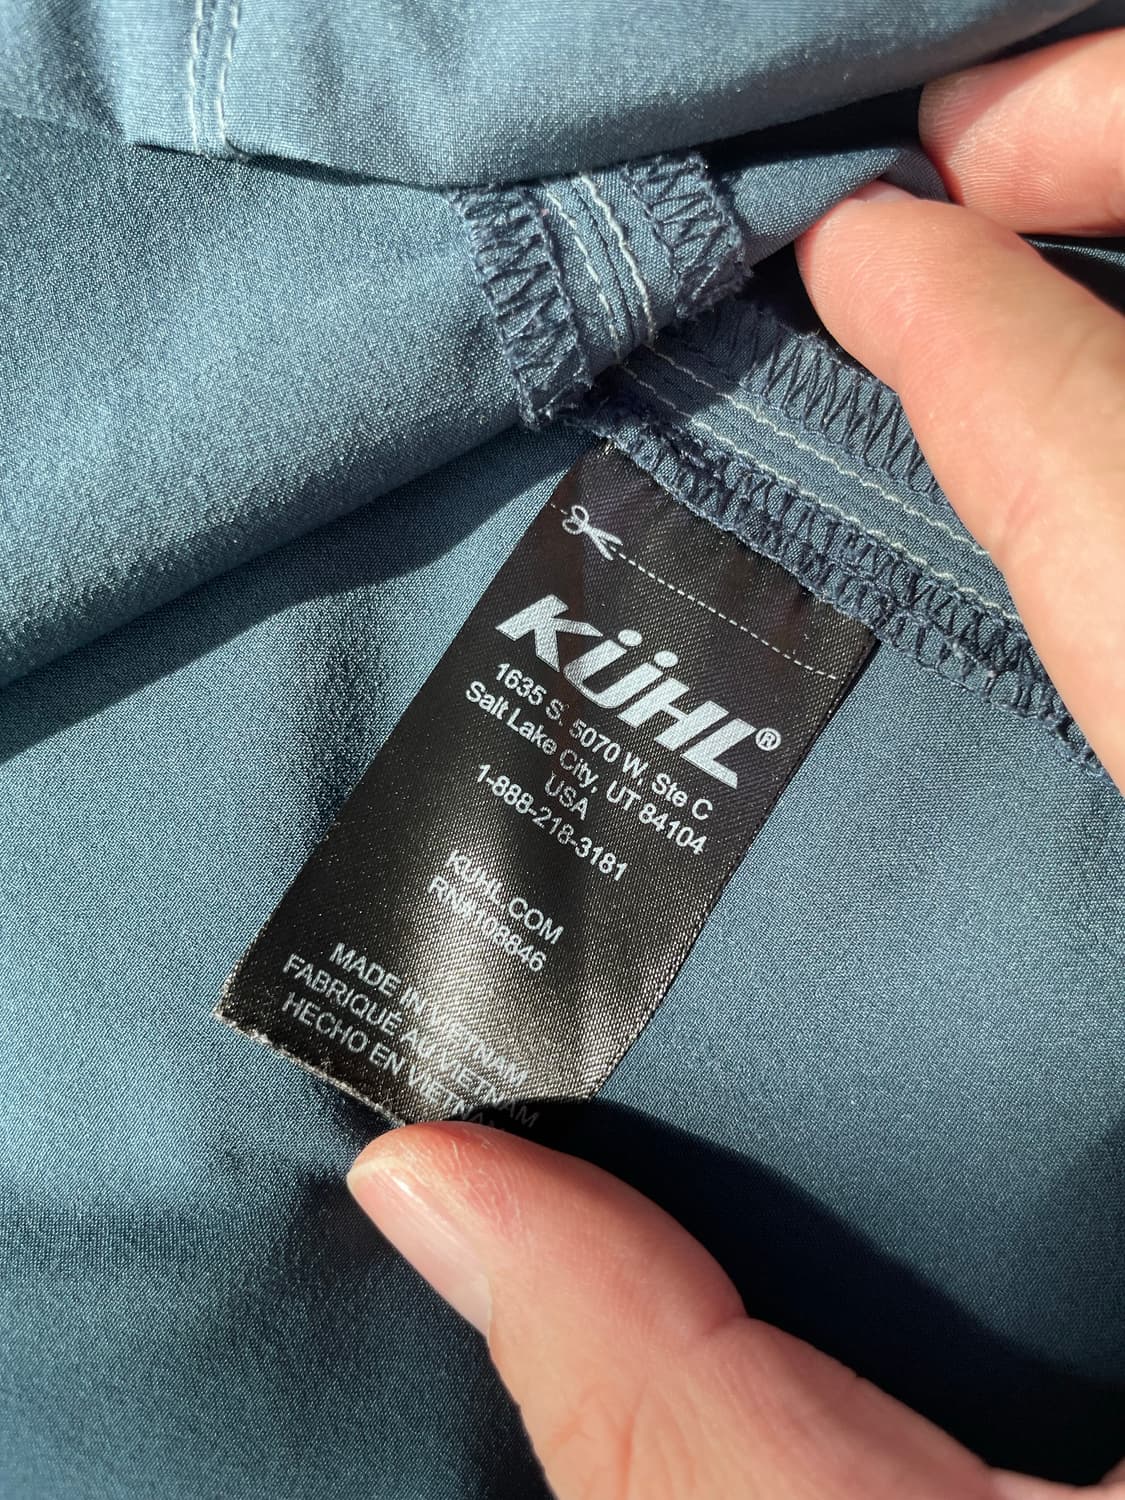 KÜHL®
1635 S. 5070 W. Ste C
Salt Lake City, UT 84104
USA
1-888-218-3181
KUHL.COM
RN#108846
MADE IN VIETNAM
FABRIQUÉ AU VIETNAM
HECHO EN VIETNAM